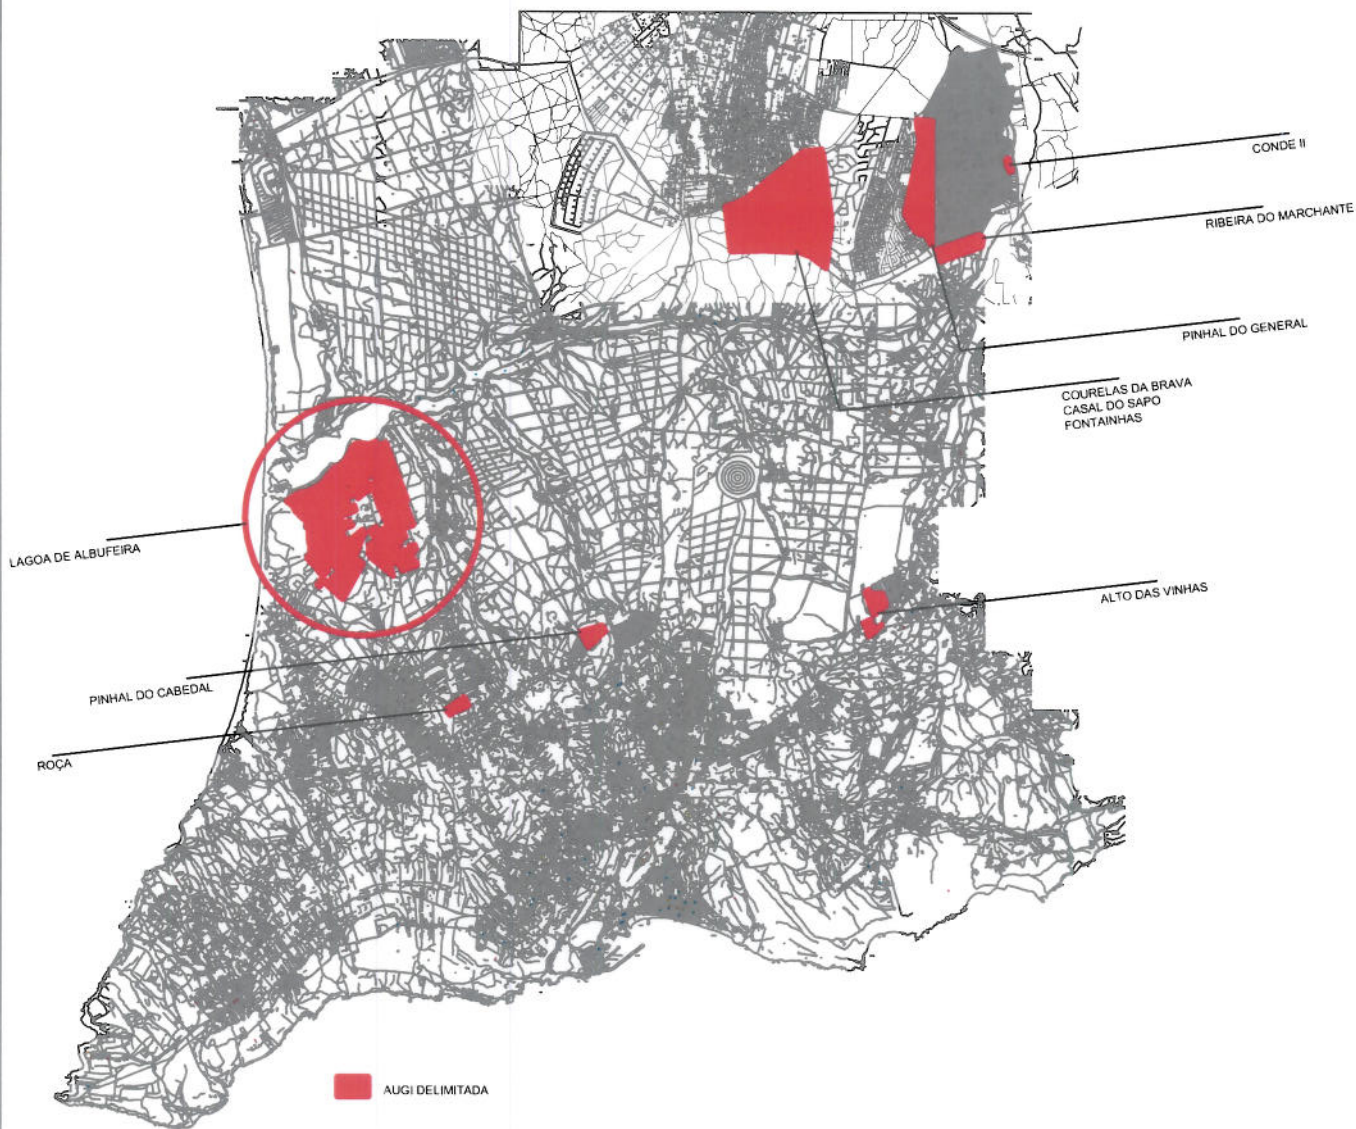 CONDE II
RIBEIRA DO MARCHANTE
PINHAL DO GENERAL
COURELAS DA BRAVA
CASAL DO SAPO
FONTAINHAS
LAGOA DE ALBUFEIRA
ALTO DAS VINHAS
PINHAL DO CABEDAL
ROÇA
AUGI DELIMITADA